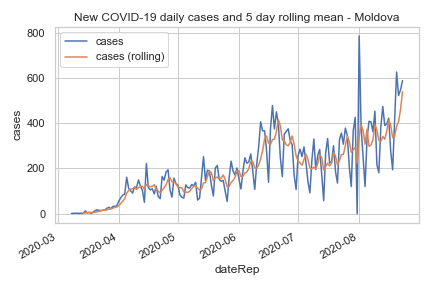 New COVID-19 daily cases and 5 day rolling mean - Moldova
cases
cases (rolling)
800
600
400
200
0
cases
2020-03
2020-04
2020-05
2020-06
2020-07
2020-08
dateRep